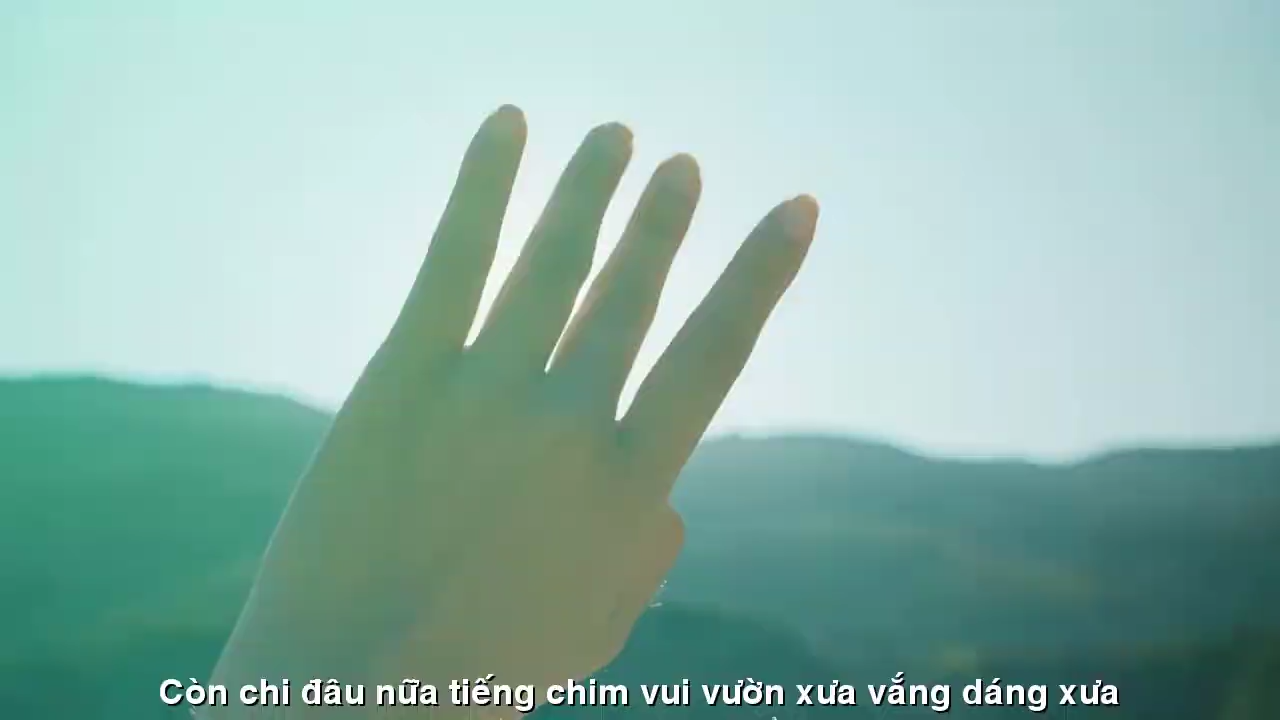 Còn chi đâu nữa tiếng chim vui vườn xưa vắng dáng xưa